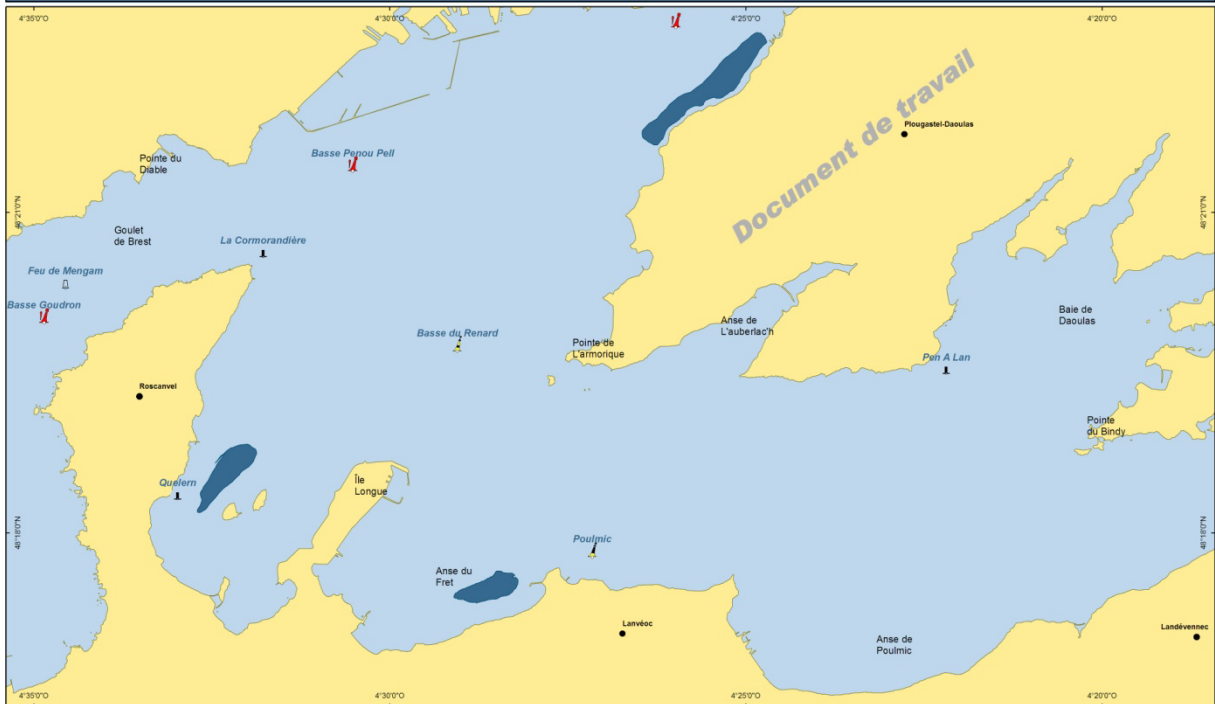 4°35'0"O
4°30'0"O
4°25'0"O
4°20'0"O
Document de travail
Plougastel-Daoulas
Basse Penou Pell
Pointe du
Diable
48°21'0"N
48°21'0"N
Goulet
de Brest
La Cormorandière
Feu de Mengam
Basse Goudron
Baie de
Daoulas
Anse de
L'auberlac'h
Basse du Renard
Pointe de
L'armorique
Pen A Lan
Roscanvel
Pointe
du Bindy
Quelern
Île
Longue
48°18'0"N
48°18'0"N
Poulmic
Anse du
Fret
Lanvéoc
Anse de
Poulmic
Landévennec
4°35'0"O
4°30'0"O
4°25'0"O
4°20'0"O